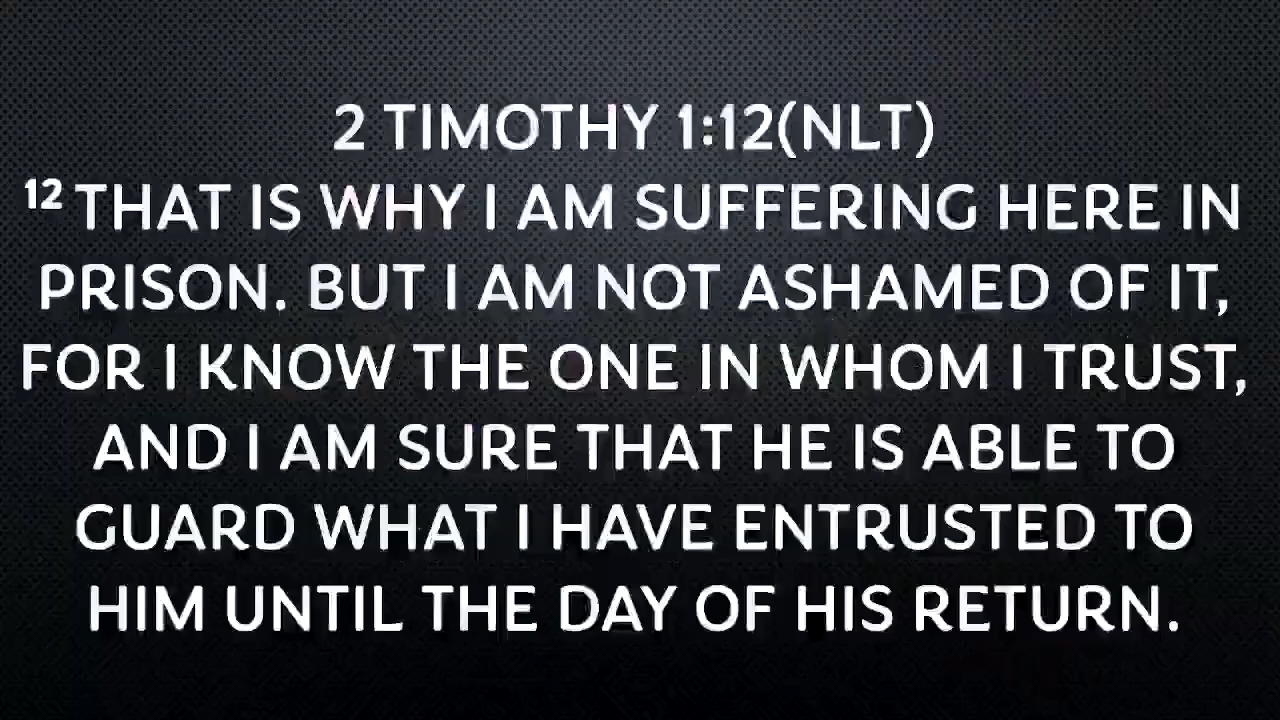 2 TIMOTHY 1:12(NLT)
12 THAT IS WHY I AM SUFFERING HERE IN
PRISON. BUT I AM NOT ASHAMED OF IT,
FOR I KNOW THE ONE IN WHOM I TRUST,
AND I AM SURE THAT HE IS ABLE TO
GUARD WHAT I HAVE ENTRUSTED TO
HIM UNTIL THE DAY OF HIS RETURN.